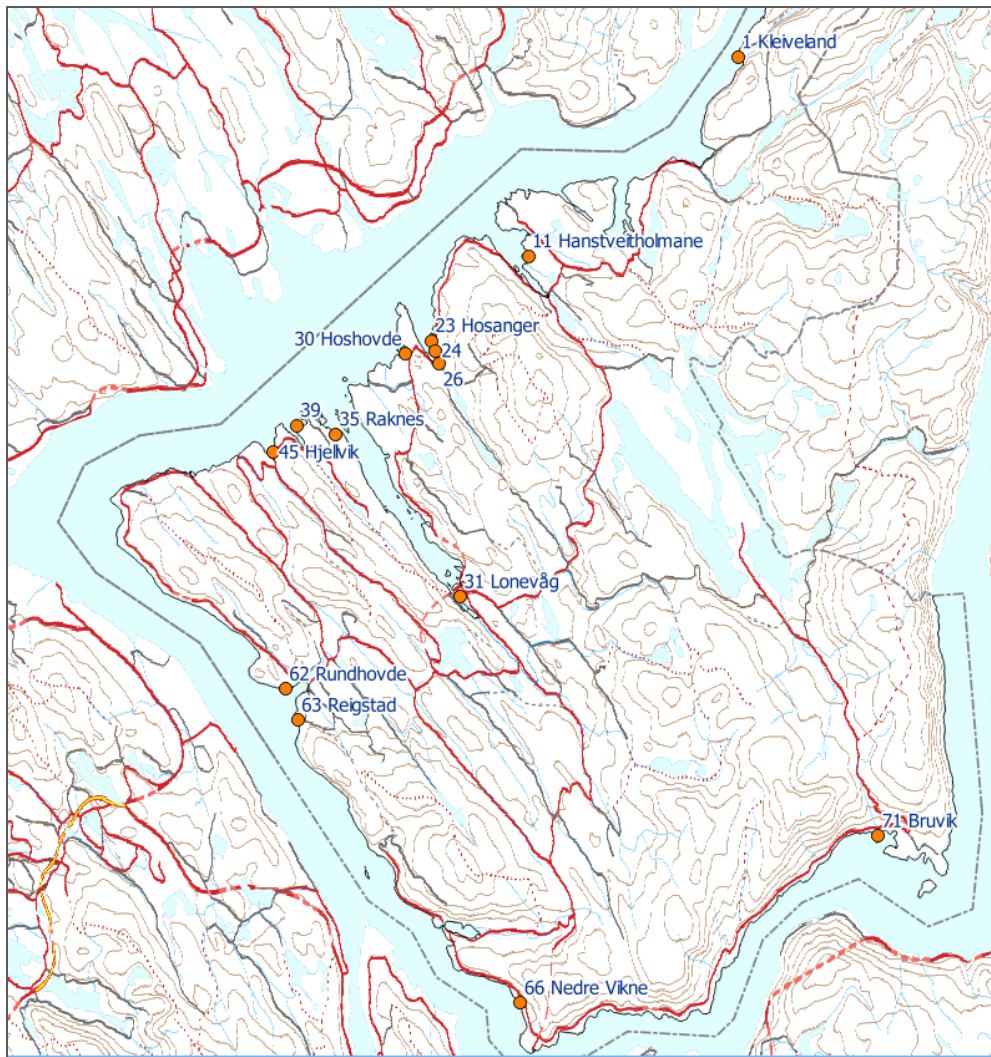 1 Kleiveland
11 Hanstveitholmane
23 Hosanger
30 Hoshovde
24
26
39
35 Raknes
45 Hjellvik
31 Lonevåg
62 Rundhovde
63 Reigstad
71 Bruvik
66 Nedre Vikne